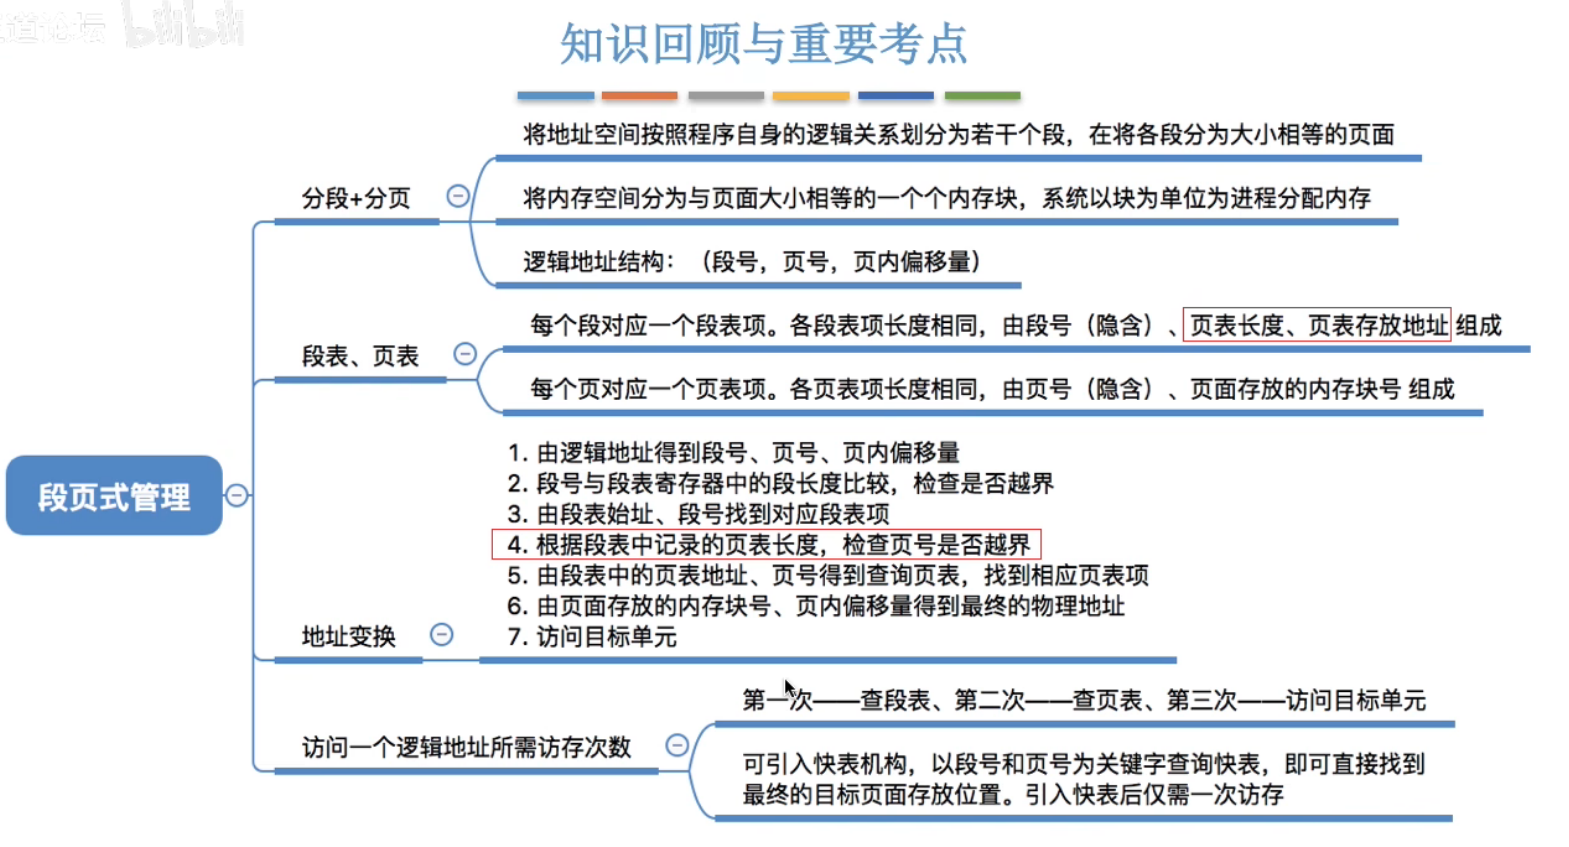 道论坛 bilibili
知识回顾与重要考点
将地址空间按照程序自身的逻辑关系划分为若干个段，在将各段分为大小相等的页面
分段+分页
将内存空间分为与页面大小相等的一个个内存块，系统以块为单位为进程分配内存
逻辑地址结构：（段号，页号，页内偏移量）
每个段对应一个段表项。各段表项长度相同，由段号（隐含）、页表长度、页表存放地址 组成
段表、页表
每个页对应一个页表项。各页表项长度相同，由页号（隐含）、页面存放的内存块号 组成
段页式管理
1. 由逻辑地址得到段号、页号、页内偏移量
2. 段号与段表寄存器中的段长度比较，检查是否越界
3. 由段表始址、段号找到对应段表项
4. 根据段表中记录的页表长度，检查页号是否越界
5. 由段表中的页表地址、页号得到查询页表，找到相应页表项
6. 由页面存放的内存块号、页内偏移量得到最终的物理地址
7. 访问目标单元
地址变换
第一次——查段表、第二次——查页表、第三次——访问目标单元
访问一个逻辑地址所需访存次数
可引入快表机构，以段号和页号为关键字查询快表，即可直接找到
最终的目标页面存放位置。引入快表后仅需一次访存